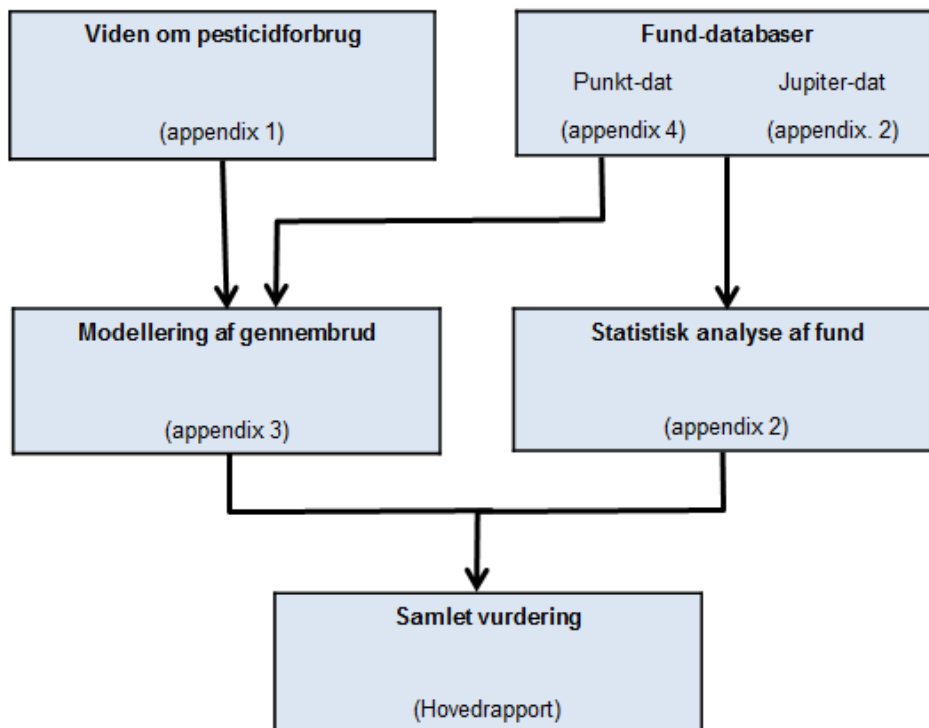 Viden om pesticidforbrug
(appendix 1)
Fund-databaser
Punkt-dat Jupiter-dat
(appendix 4) (appendix. 2)
Modellering af gennembrud
(appendix 3)
Statistisk analyse af fund
(appendix 2)
Samlet vurdering
(Hovedrapport)